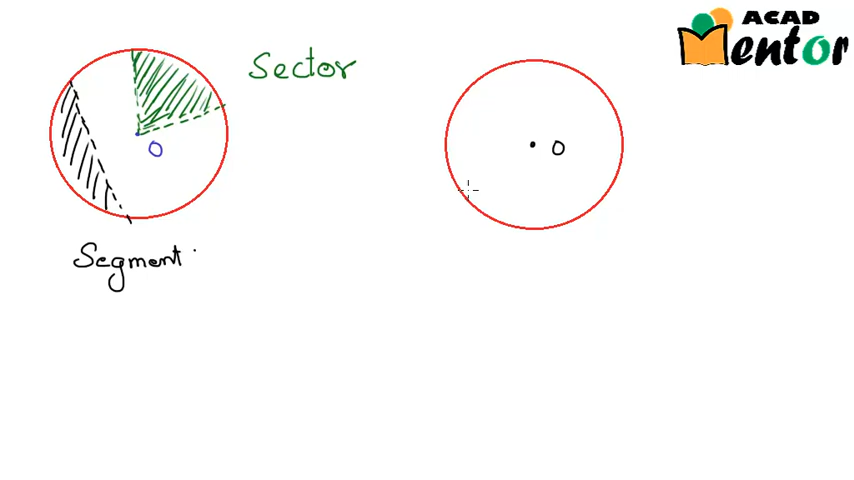 ACAD
Mentor
Sector
O
O
Segment